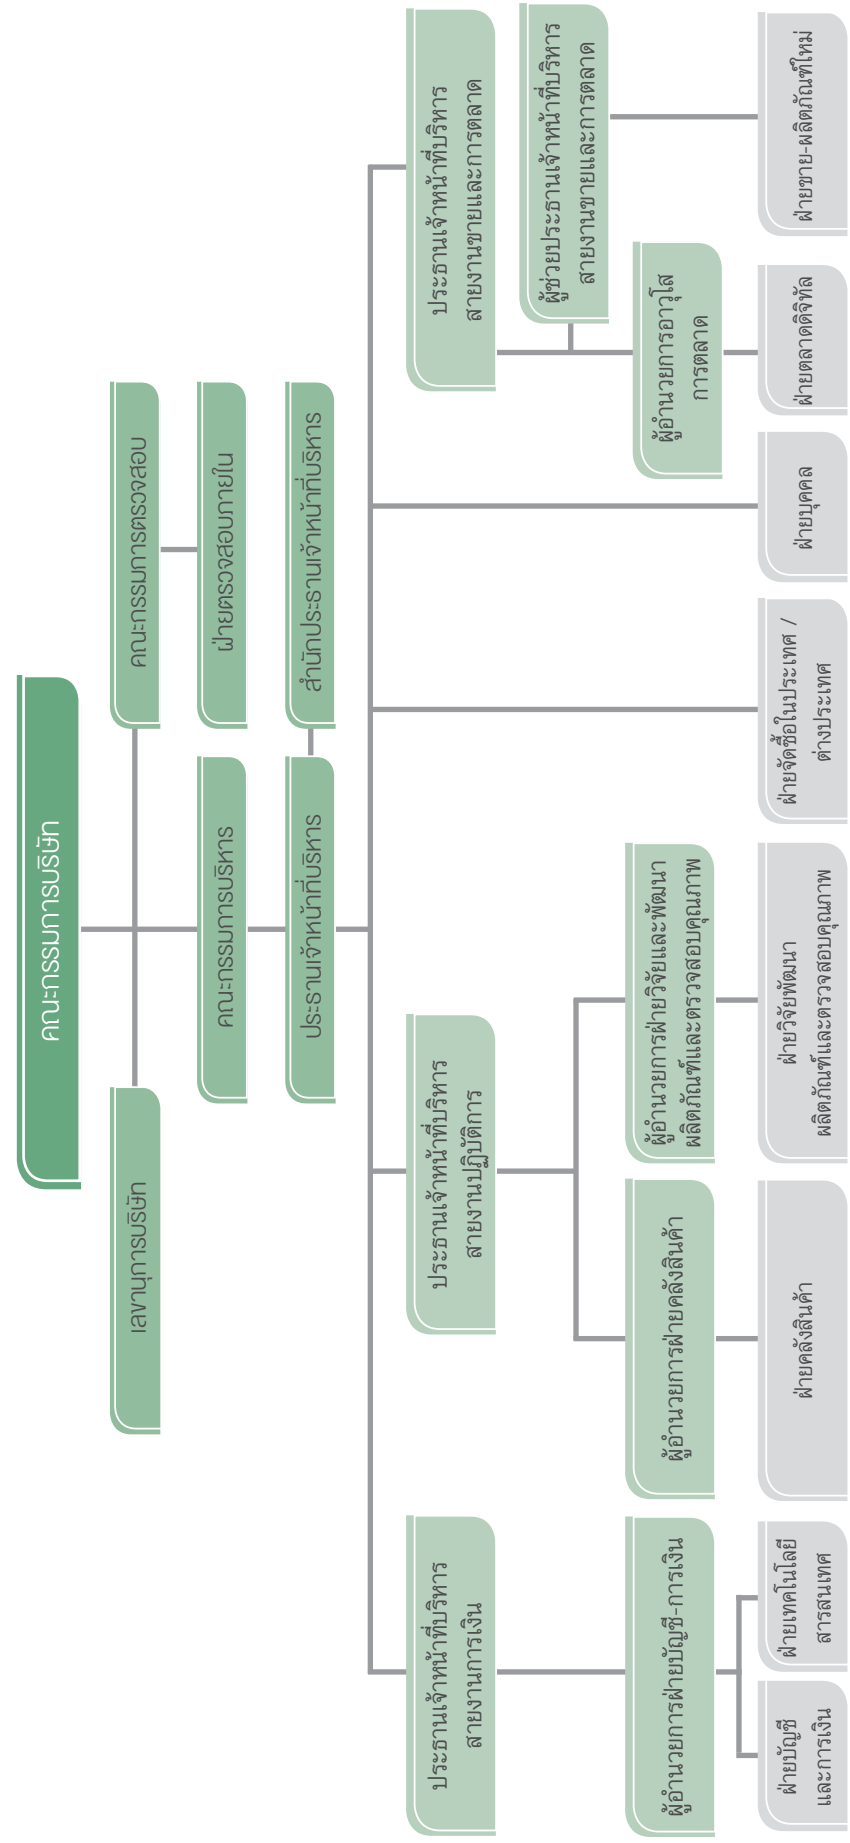 คณะกรรมการบริษัท
เลขานุการบริษัท
คณะกรรมการตรวจสอบ
คณะกรรมการบริหาร
ฝ่ายตรวจสอบภายใน
ประธานเจ้าหน้าที่บริหาร
สำนักประธานเจ้าหน้าที่บริหาร
ประธานเจ้าหน้าที่บริหาร
สายงานการเงิน
ประธานเจ้าหน้าที่บริหาร
สายงานปฏิบัติการ
ประธานเจ้าหน้าที่บริหาร
สายงานขายและการตลาด
ผู้ช่วยประธานเจ้าหน้าที่บริหาร
สายงานขายและการตลาด
ผู้อำนวยการฝ่ายบัญชี-การเงิน
ผู้อำนวยการฝ่ายคลังสินค้า
ผู้อำนวยการฝ่ายวิจัยและพัฒนา
ผลิตภัณฑ์และตรวจสอบคุณภาพ
ผู้อำนวยการอาวุโส
การตลาด
ฝ่ายบัญชี
และการเงิน
ฝ่ายเทคโนโลยี
สารสนเทศ
ฝ่ายคลังสินค้า
ฝ่ายวิจัยพัฒนา
ผลิตภัณฑ์และตรวจสอบคุณภาพ
ฝ่ายจัดซื้อในประเทศ /
ต่างประเทศ
ฝ่ายบุคคล
ฝ่ายตลาดดิจิทัล
ฝ่ายขาย-ผลิตภัณฑ์ใหม่